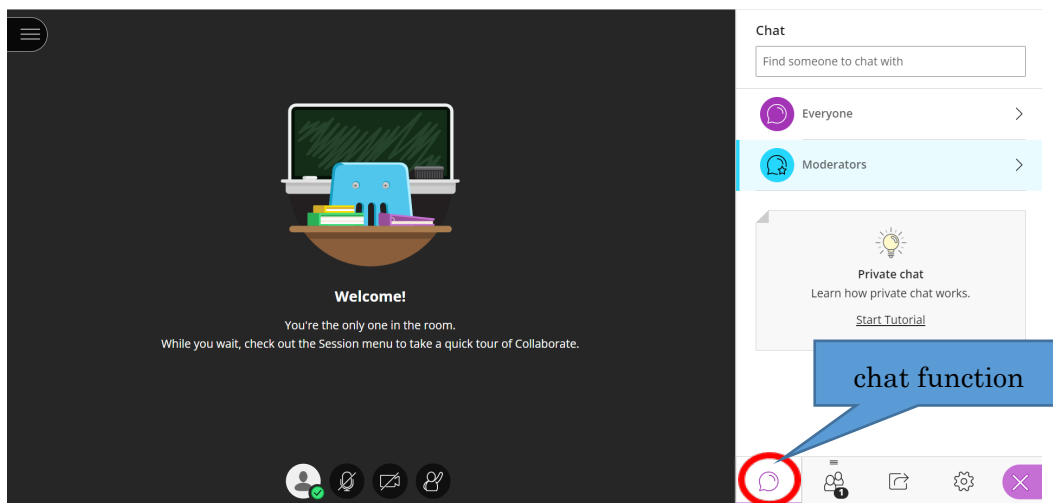 Chat
Find someone to chat with
Everyone
Moderators
Private chat
Learn how private chat works.
Start Tutorial
Welcome!
You're the only one in the room.
While you wait, check out the Session menu to take a quick tour of Collaborate.
chat function
1